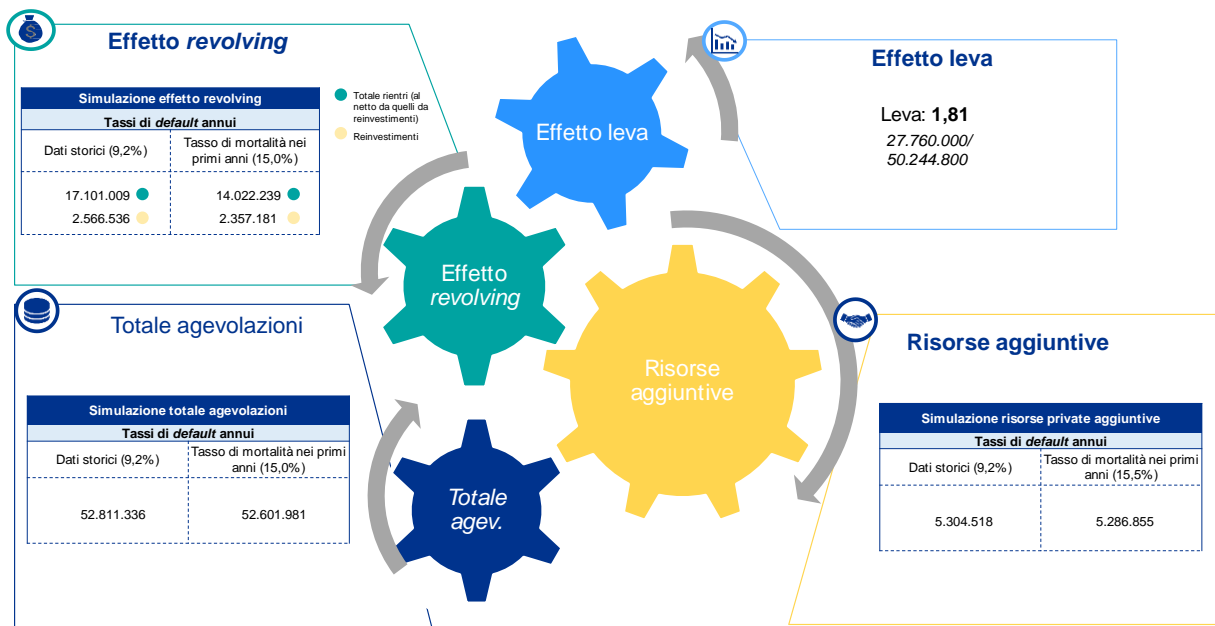 Effetto revolving
Simulazione effetto revolving
Tassi di default annui
Dati storici (9,2%)
Tasso di mortalità nei
primi anni (15,0%)
17.101.009
14.022.239
2.566.536
2.357.181
Totale rientri (al
netto da quelli da
reinvestimenti)
Reinvestimenti
Effetto leva
Effetto leva
Leva: 1,81
27.760.000/
50.244.800
Effetto
revolving
Risorse
aggiuntive
Totale
agev.
Totale agevolazioni
Simulazione totale agevolazioni
Tassi di default annui
Dati storici (9,2%)
Tasso di mortalità nei primi
anni (15,0%)
52.811.336
52.601.981
Risorse aggiuntive
Simulazione risorse private aggiuntive
Tassi di default annui
Dati storici (9,2%)
Tasso di mortalità nei primi
anni (15,5%)
5.304.518
5.286.855